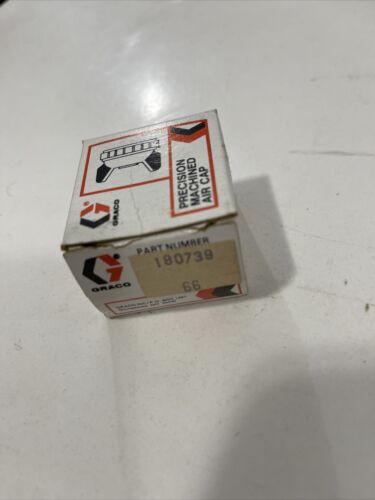 GRACO
PRECISION
MACHINED
AIR CAP
GRACO
PART NUMBER
180739
66